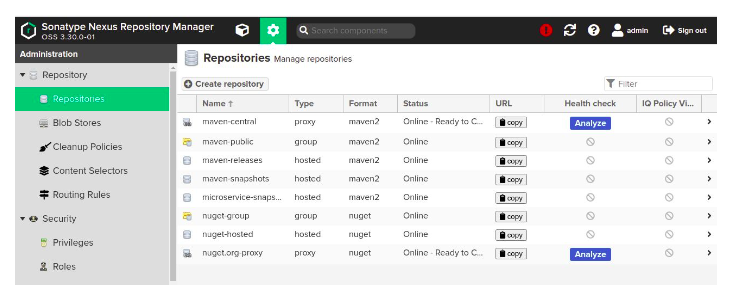 Sonatype Nexus Repository Manager
OSS 3.30.0-01
Search components
admin
Sign out
Administration
Repository
Repositories
Blob Stores
Cleanup Policies
Content Selectors
Routing Rules
Security
Privileges
Roles
Repositories Manage repositories
Create repository
Filter
Name ↑ Type Format Status URL Health check IQ Policy Vi...
maven-central proxy maven2 Online - Ready to C... copy Analyze
maven-public group maven2 Online copy
maven-releases hosted maven2 Online copy
maven-snapshots hosted maven2 Online copy
microservice-snaps... hosted maven2 Online copy
nuget-group group nuget Online copy
nuget-hosted hosted nuget Online copy
nuget.org-proxy proxy nuget Online - Ready to C... copy Analyze